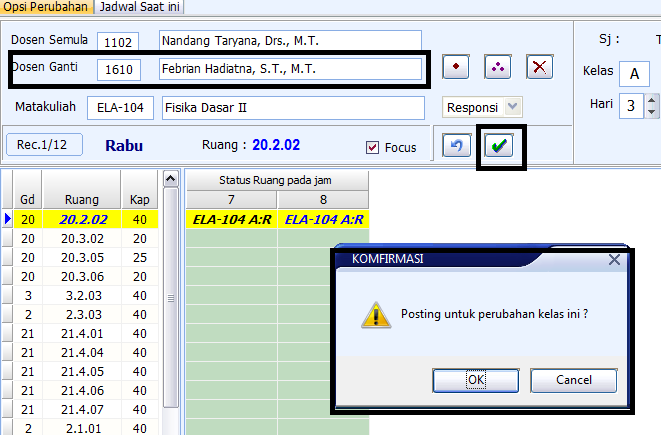 Opsi Perubahan Jadwal Saat ini
Dosen Semula 1102 Nandang Taryana, Drs., M.T. Sj :
Dosen Ganti 1610 Febrian Hadiatna, S.T., M.T. Kelas A
Matakuliah ELA-104 Fisika Dasar II Responsi Hari 3
Rec.1/12 Rabu Ruang : 20.2.02 Focus
Status Ruang pada jam
Gd Ruang Kap 7 8
20 20.2.02 40 ELA-104 A:R ELA-104 A:R
20 20.3.02 20
20 20.3.05 25
20 20.3.06 20
3 3.2.03 40
2 2.3.03 40
21 21.4.01 40
21 21.4.04 40
21 21.4.05 40
21 21.4.06 40
21 21.4.07 40
2 2.1.01 40
KOMFIRMASI
Posting untuk perubahan kelas ini ?
OK Cancel